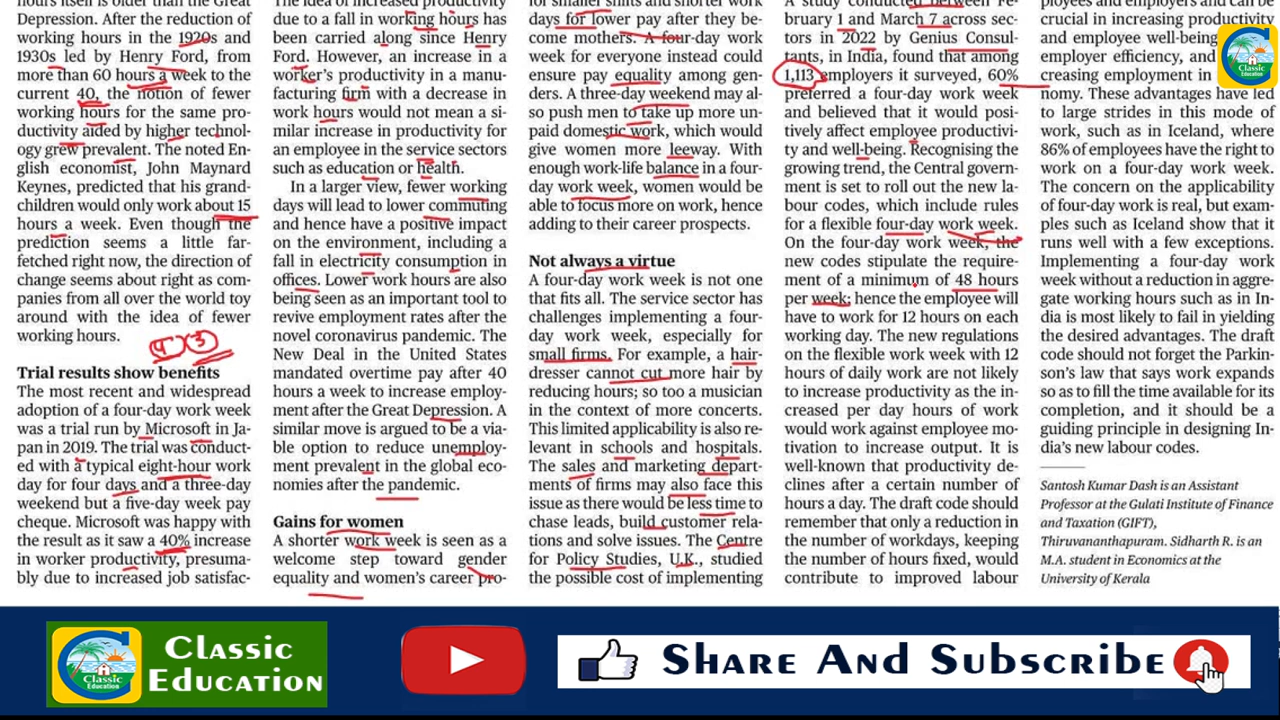 hours itself is older than the Great
Depression. After the reduction of
working hours in the 1920s and
1930s led by Henry Ford, from
more than 60 hours a week to the
current 40, the notion of fewer
working hours for the same pro-
ductivity aided by higher technol-
ogy grew prevalent. The noted En-
glish economist, John Maynard
Keynes, predicted that his grand-
children would only work about 15
hours a week. Even though the
prediction seems a little far-
fetched right now, the direction of
change seems about right as com-
panies from all over the world toy
around with the idea of fewer
working hours.
4 3
Trial results show benefits
The most recent and widespread
adoption of a four-day work week
was a trial run by Microsoft in Ja-
pan in 2019. The trial was conduct-
ed with a typical eight-hour work
day for four days and a three-day
weekend but a five-day week pay
cheque. Microsoft was happy with
the result as it saw a 40% increase
in worker productivity, presuma-
bly due to increased job satisfac-
The idea of increased productivity
due to a fall in working hours has
been carried along since Henry
Ford. However, an increase in a
worker's productivity in a manu-
facturing firm with a decrease in
work hours would not mean a si-
milar increase in productivity for
an employee in the service sectors
such as education or health.
In a larger view, fewer working
days will lead to lower commuting
and hence have a positive impact
on the environment, including a
fall in electricity consumption in
offices. Lower work hours are also
being seen as an important tool to
revive employment rates after the
novel coronavirus pandemic. The
New Deal in the United States
mandated overtime pay after 40
hours a week to increase employ-
ment after the Great Depression. A
similar move is argued to be a via-
ble option to reduce unemploy-
ment prevalent in the global eco-
nomies after the pandemic.
Gains for women
A shorter work week is seen as a
welcome step toward gender
equality and women's career pro-
for smaller shifts and shorter work
days for lower pay after they be-
come mothers. A four-day work
week for everyone instead could
ensure pay equality among gen-
ders. A three-day weekend may al-
so push men to take up more un-
paid domestic work, which would
give women more leeway. With
enough work-life balance in a four-
day work week, women would be
able to focus more on work, hence
adding to their career prospects.
Not always a virtue
A four-day work week is not one
that fits all. The service sector has
challenges implementing a four-
day work week, especially for
small firms. For example, a hair-
dresser cannot cut more hair by
reducing hours; so too a musician
in the context of more concerts.
This limited applicability is also re-
levant in schools and hospitals.
The sales and marketing depart-
ments of firms may also face this
issue as there would be less time to
chase leads, build customer rela-
tions and solve issues. The Centre
for Policy Studies, U.K., studied
the possible cost of implementing
A study conducted between Fe-
bruary 1 and March 7 across sec-
tors in 2022 by Genius Consul-
tants, in India, found that among
1,113 employers it surveyed, 60%
preferred a four-day work week
and believed that it would posi-
tively affect employee productivi-
ty and well-being. Recognising the
growing trend, the Central govern-
ment is set to roll out the new la-
bour codes, which include rules
for a flexible four-day work week.
On the four-day work week, the
new codes stipulate the require-
ment of a minimum of 48 hours
per week; hence the employee will
have to work for 12 hours on each
working day. The new regulations
on the flexible work week with 12
hours of daily work are not likely
to increase productivity as the in-
creased per day hours of work
would work against employee mo-
tivation to increase output. It is
well-known that productivity de-
clines after a certain number of
hours a day. The draft code should
remember that only a reduction in
the number of workdays, keeping
the number of hours fixed, would
contribute to improved labour
ployees and employers and can be
crucial in increasing productivity
and employee well-being
employer efficiency, and
creasing employment in
nomy. These advantages have led
to large strides in this mode of
work, such as in Iceland, where
86% of employees have the right to
work on a four-day work week.
The concern on the applicability
of four-day work is real, but exam-
ples such as Iceland show that it
runs well with a few exceptions.
Implementing a four-day work
week without a reduction in aggre-
gate working hours such as in In-
dia is most likely to fail in yielding
the desired advantages. The draft
code should not forget the Parkin-
son's law that says work expands
so as to fill the time available for its
completion, and it should be a
guiding principle in designing In-
dia's new labour codes.
Santosh Kumar Dash is an Assistant
Professor at the Gulati Institute of Finance
and Taxation (GIFT),
Thiruvananthapuram. Sidharth R. is an
M.A. student in Economics at the
University of Kerala
Classic
Education
Classic
Education
Classic
Education
Share And Subscribe